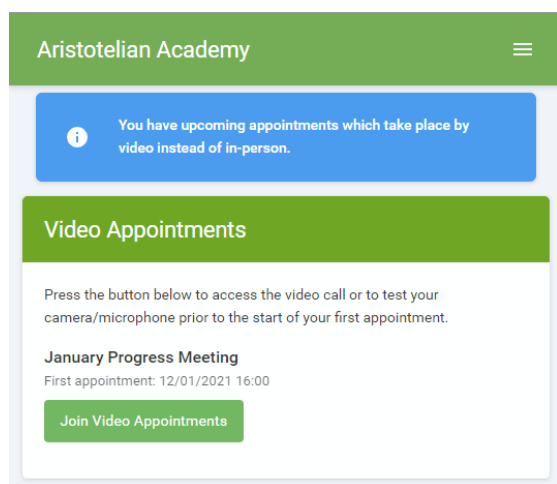 Aristotelian Academy
You have upcoming appointments which take place by
video instead of in-person.
Video Appointments
Press the button below to access the video call or to test your
camera/microphone prior to the start of your first appointment.
January Progress Meeting
First appointment: 12/01/2021 16:00
Join Video Appointments